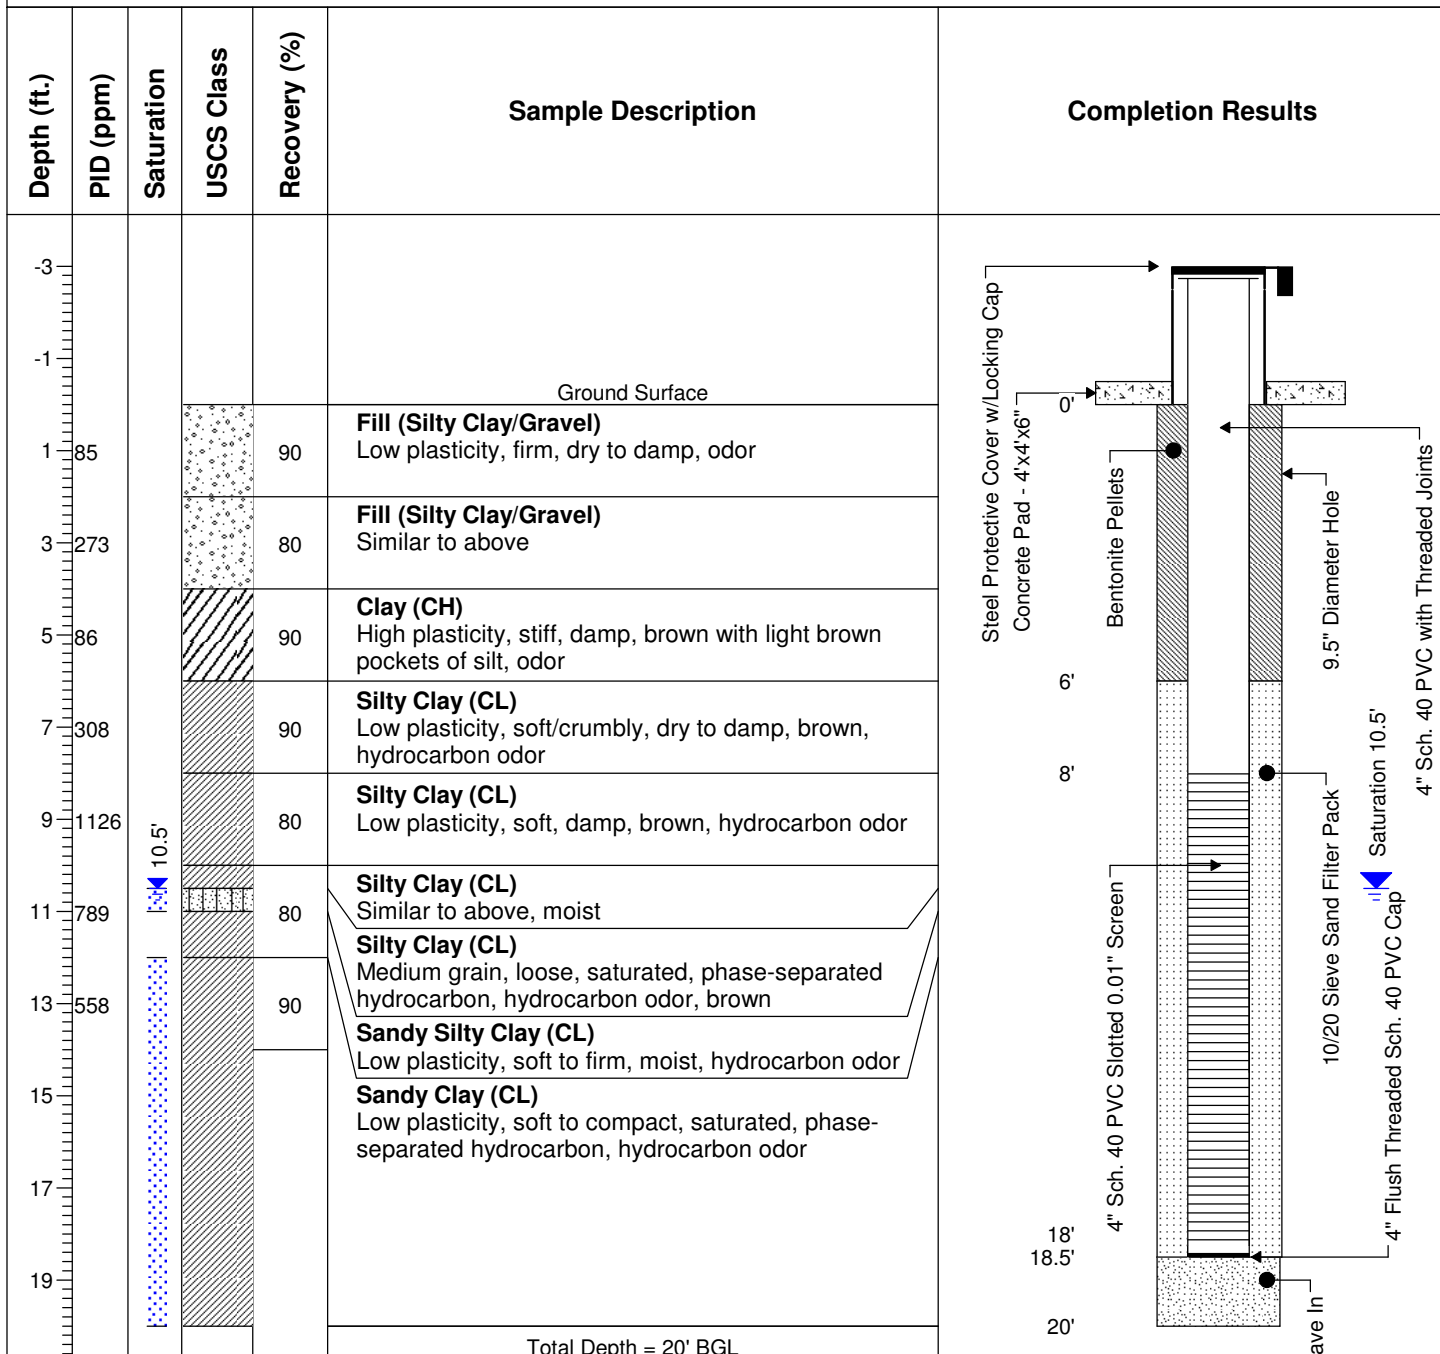 Depth (ft.)
PID (ppm)
Saturation
USCS Class
Recovery (%)
Sample Description
Completion Results
-3
-1
1
3
5
7
9
11
13
15
17
19
85
273
86
308
1126
789
558
10.5'
90
80
90
90
80
80
90
Ground Surface
Fill (Silty Clay/Gravel)
Low plasticity, firm, dry to damp, odor
Fill (Silty Clay/Gravel)
Similar to above
Clay (CH)
High plasticity, stiff, damp, brown with light brown
pockets of silt, odor
Silty Clay (CL)
Low plasticity, soft/crumbly, dry to damp, brown,
hydrocarbon odor
Silty Clay (CL)
Low plasticity, soft, damp, brown, hydrocarbon odor
Silty Clay (CL)
Similar to above, moist
Silty Clay (CL)
Medium grain, loose, saturated, phase-separated
hydrocarbon, hydrocarbon odor, brown
Sandy Silty Clay (CL)
Low plasticity, soft to firm, moist, hydrocarbon odor
Sandy Clay (CL)
Low plasticity, soft to compact, saturated, phase-
separated hydrocarbon, hydrocarbon odor
Total Depth = 20' BGL
Steel Protective Cover w/Locking Cap
Concrete Pad - 4'x4'x6"
0'
6'
8'
18'
18.5'
20'
Bentonite Pellets
4" Sch. 40 PVC Slotted 0.01" Screen
9.5" Diameter Hole
10/20 Sieve Sand Filter Pack
Saturation 10.5'
4" Flush Threaded Sch. 40 PVC Cap
4" Sch. 40 PVC with Threaded Joints
ave In